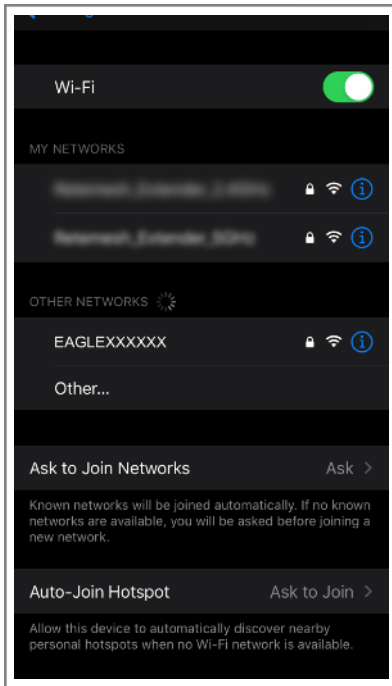 Wi-Fi
MY NETWORKS
OTHER NETWORKS
EAGLEXXXXXX
Other...
Ask to Join Networks Ask >
Known networks will be joined automatically. If no known
networks are available, you will be asked before joining a
new network.
Auto-Join Hotspot Ask to Join >
Allow this device to automatically discover nearby
personal hotspots when no Wi-Fi network is available.